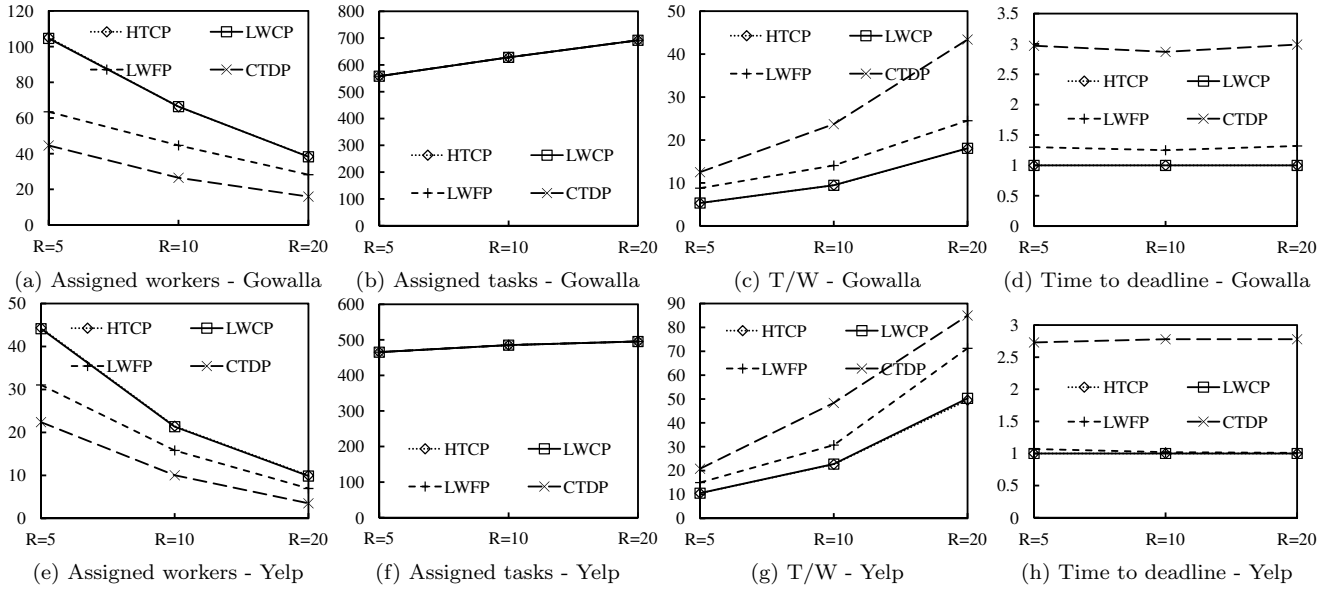 120
100
80
60
40
20
0
HTCP LWCP
LWFP CTDP
R=5 R=10 R=20
(a) Assigned workers - Gowalla
800
700
600
500
400
300
200
100
0
HTCP LWCP
LWFP CTDP
R=5 R=10 R=20
(b) Assigned tasks - Gowalla
50
40
30
20
10
0
HTCP LWCP
LWFP CTDP
R=5 R=10 R=20
(c) T/W - Gowalla
3.5
3
2.5
2
1.5
1
0.5
0
HTCP LWCP
LWFP CTDP
R=5 R=10 R=20
(d) Time to deadline - Gowalla
50
40
30
20
10
0
HTCP LWCP
LWFP CTDP
R=5 R=10 R=20
(e) Assigned workers - Yelp
600
500
400
300
200
100
0
HTCP LWCP
LWFP CTDP
R=5 R=10 R=20
(f) Assigned tasks - Yelp
90
80
70
60
50
40
30
20
10
0
HTCP LWCP
LWFP CTDP
R=5 R=10 R=20
(g) T/W - Yelp
3
2.5
2
1.5
1
0.5
0
HTCP LWCP
LWFP CTDP
R=5 R=10 R=20
(h) Time to deadline - Yelp